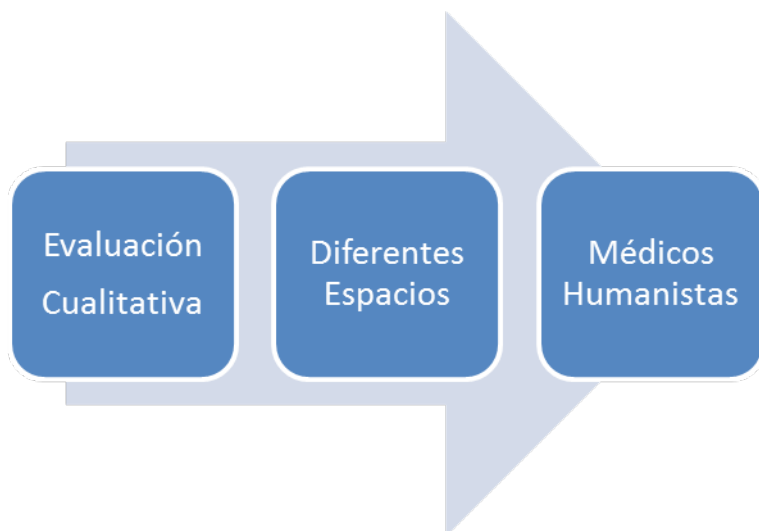 Evaluación
Cualitativa
Diferentes
Espacios
Médicos
Humanistas